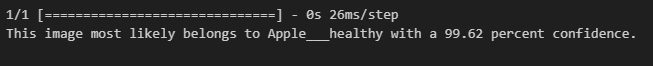 1/1 [==============================] - 0s 26ms/step
This image most likely belongs to Apple___healthy with a 99.62 percent confidence.